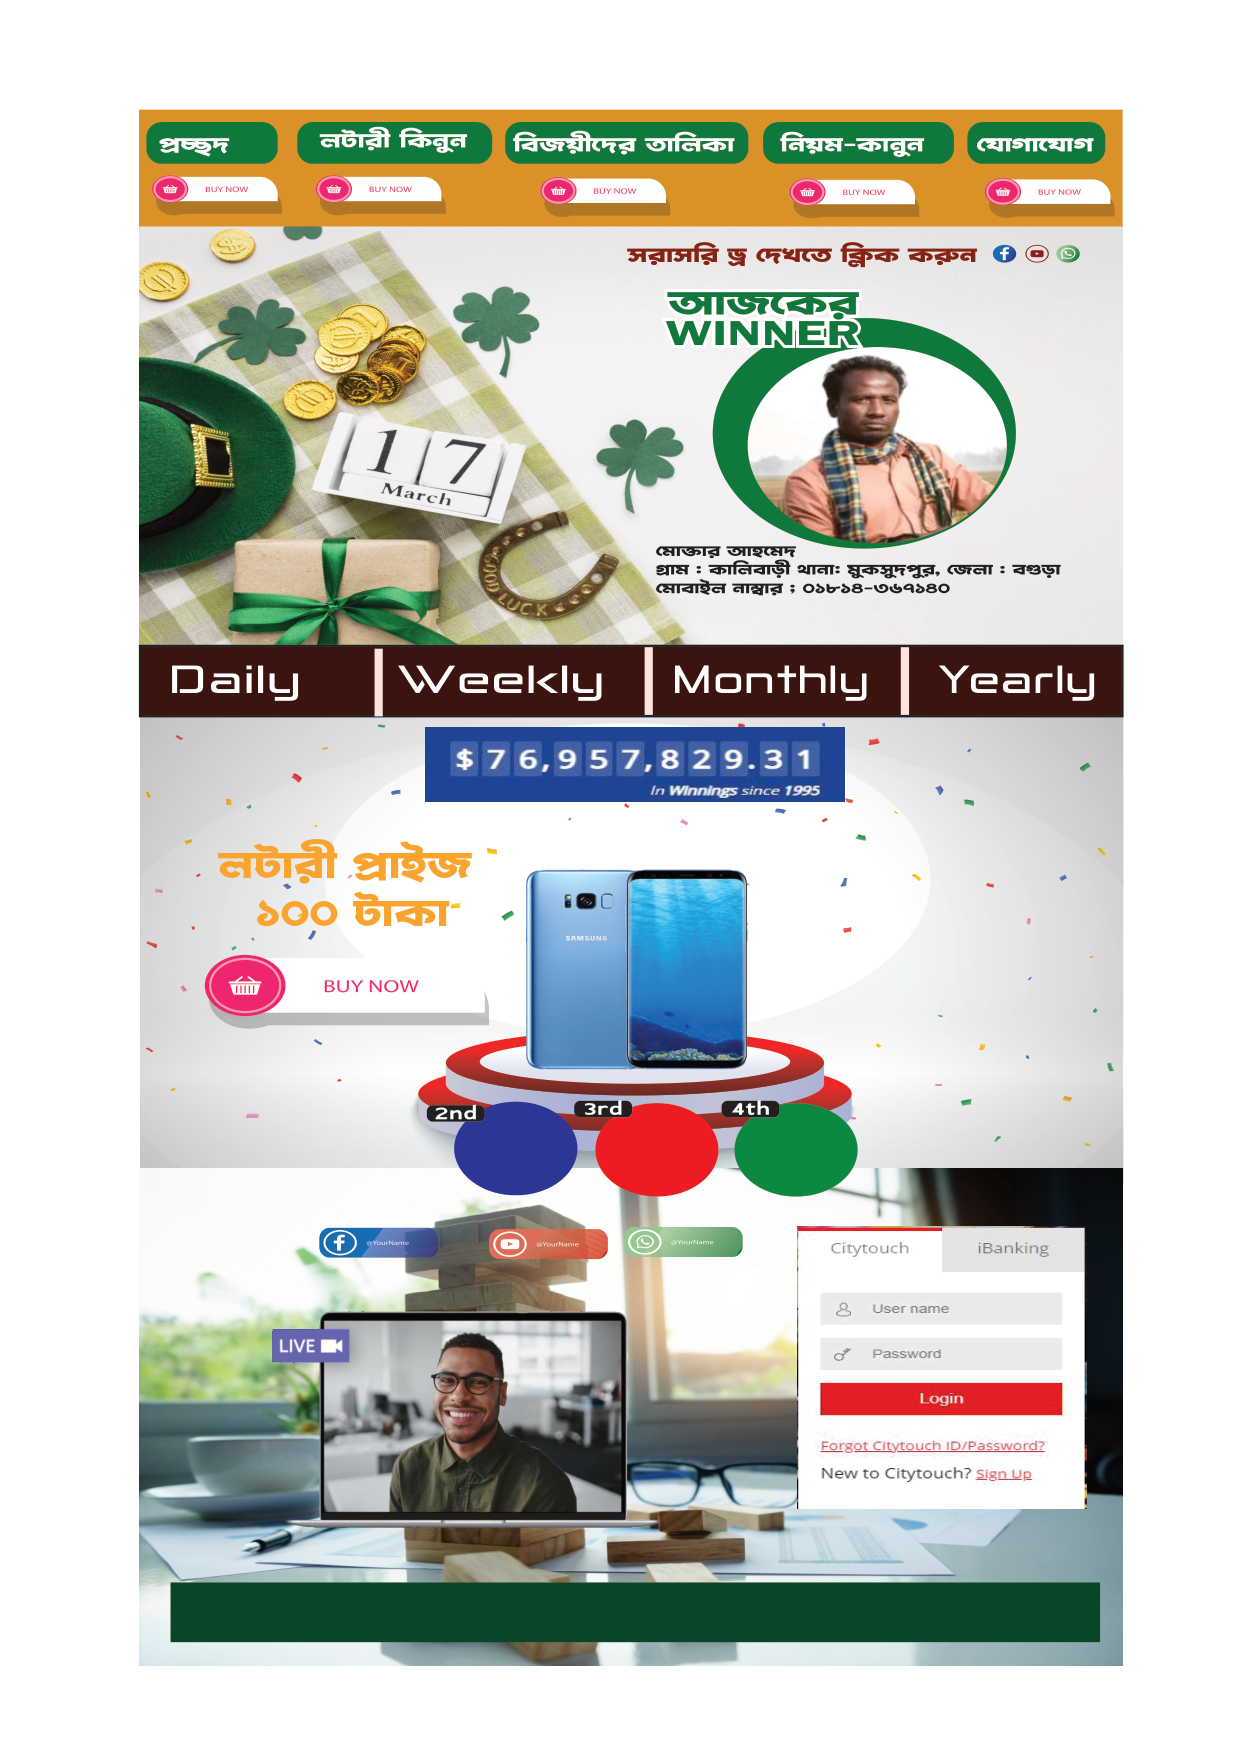 প্রচ্ছদ
লটারী কিনুন
বিজয়ীদের তালিকা
নিয়ম-কানুন
যোগাযোগ
BUY NOW
BUY NOW
BUY NOW
BUY NOW
BUY NOW
সরাসরি ড্র দেখতে ক্লিক করুন
আজকের
WINNER
17
March
GOOD LUCK
মোক্তার আহমেদ
গ্রাম : কালিবাড়ী থানা: মুকসুদপুর, জেলা : বগুড়া
মোবাইল নাম্বার ; ০১৮১৪-৩৬৭১৪০
Daily
Weekly
Monthly
Yearly
$76,957,829.31
In Winnings since 1995
লটারী প্রাইজ
১০০ টাকা
SAMSUNG
BUY NOW
2nd
3rd
4th
@YourName
@YourName
@YourName
LIVE
Citytouch
iBanking
User name
Password
Login
Forgot Citytouch ID/Password?
New to Citytouch? Sign Up